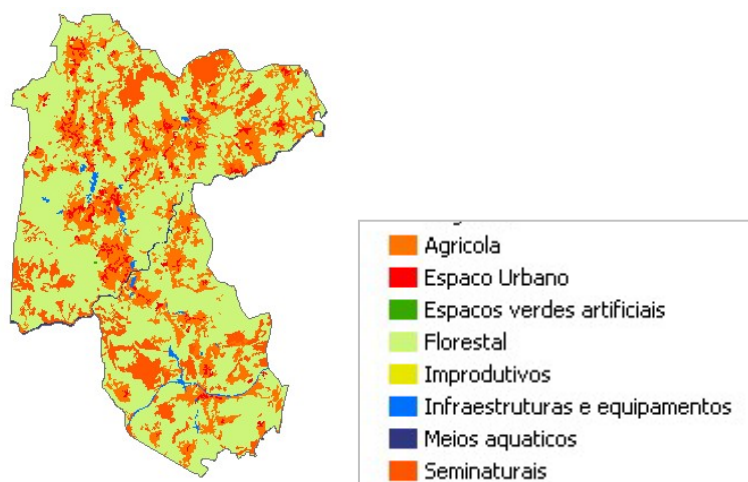 Agricola
Espaco Urbano
Espacos verdes artificiais
Florestal
Improdutivos
Infraestruturas e equipamentos
Meios aquaticos
Seminaturais